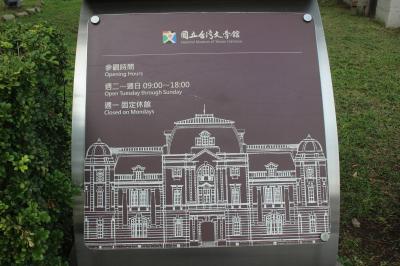 國立台灣文學館
National Museum of Taiwan Literature
參觀時間
Opening Hours
週二～週日 09:00～18:00
Open Tuesday through Sunday
週一 固定休館
Closed on Mondays